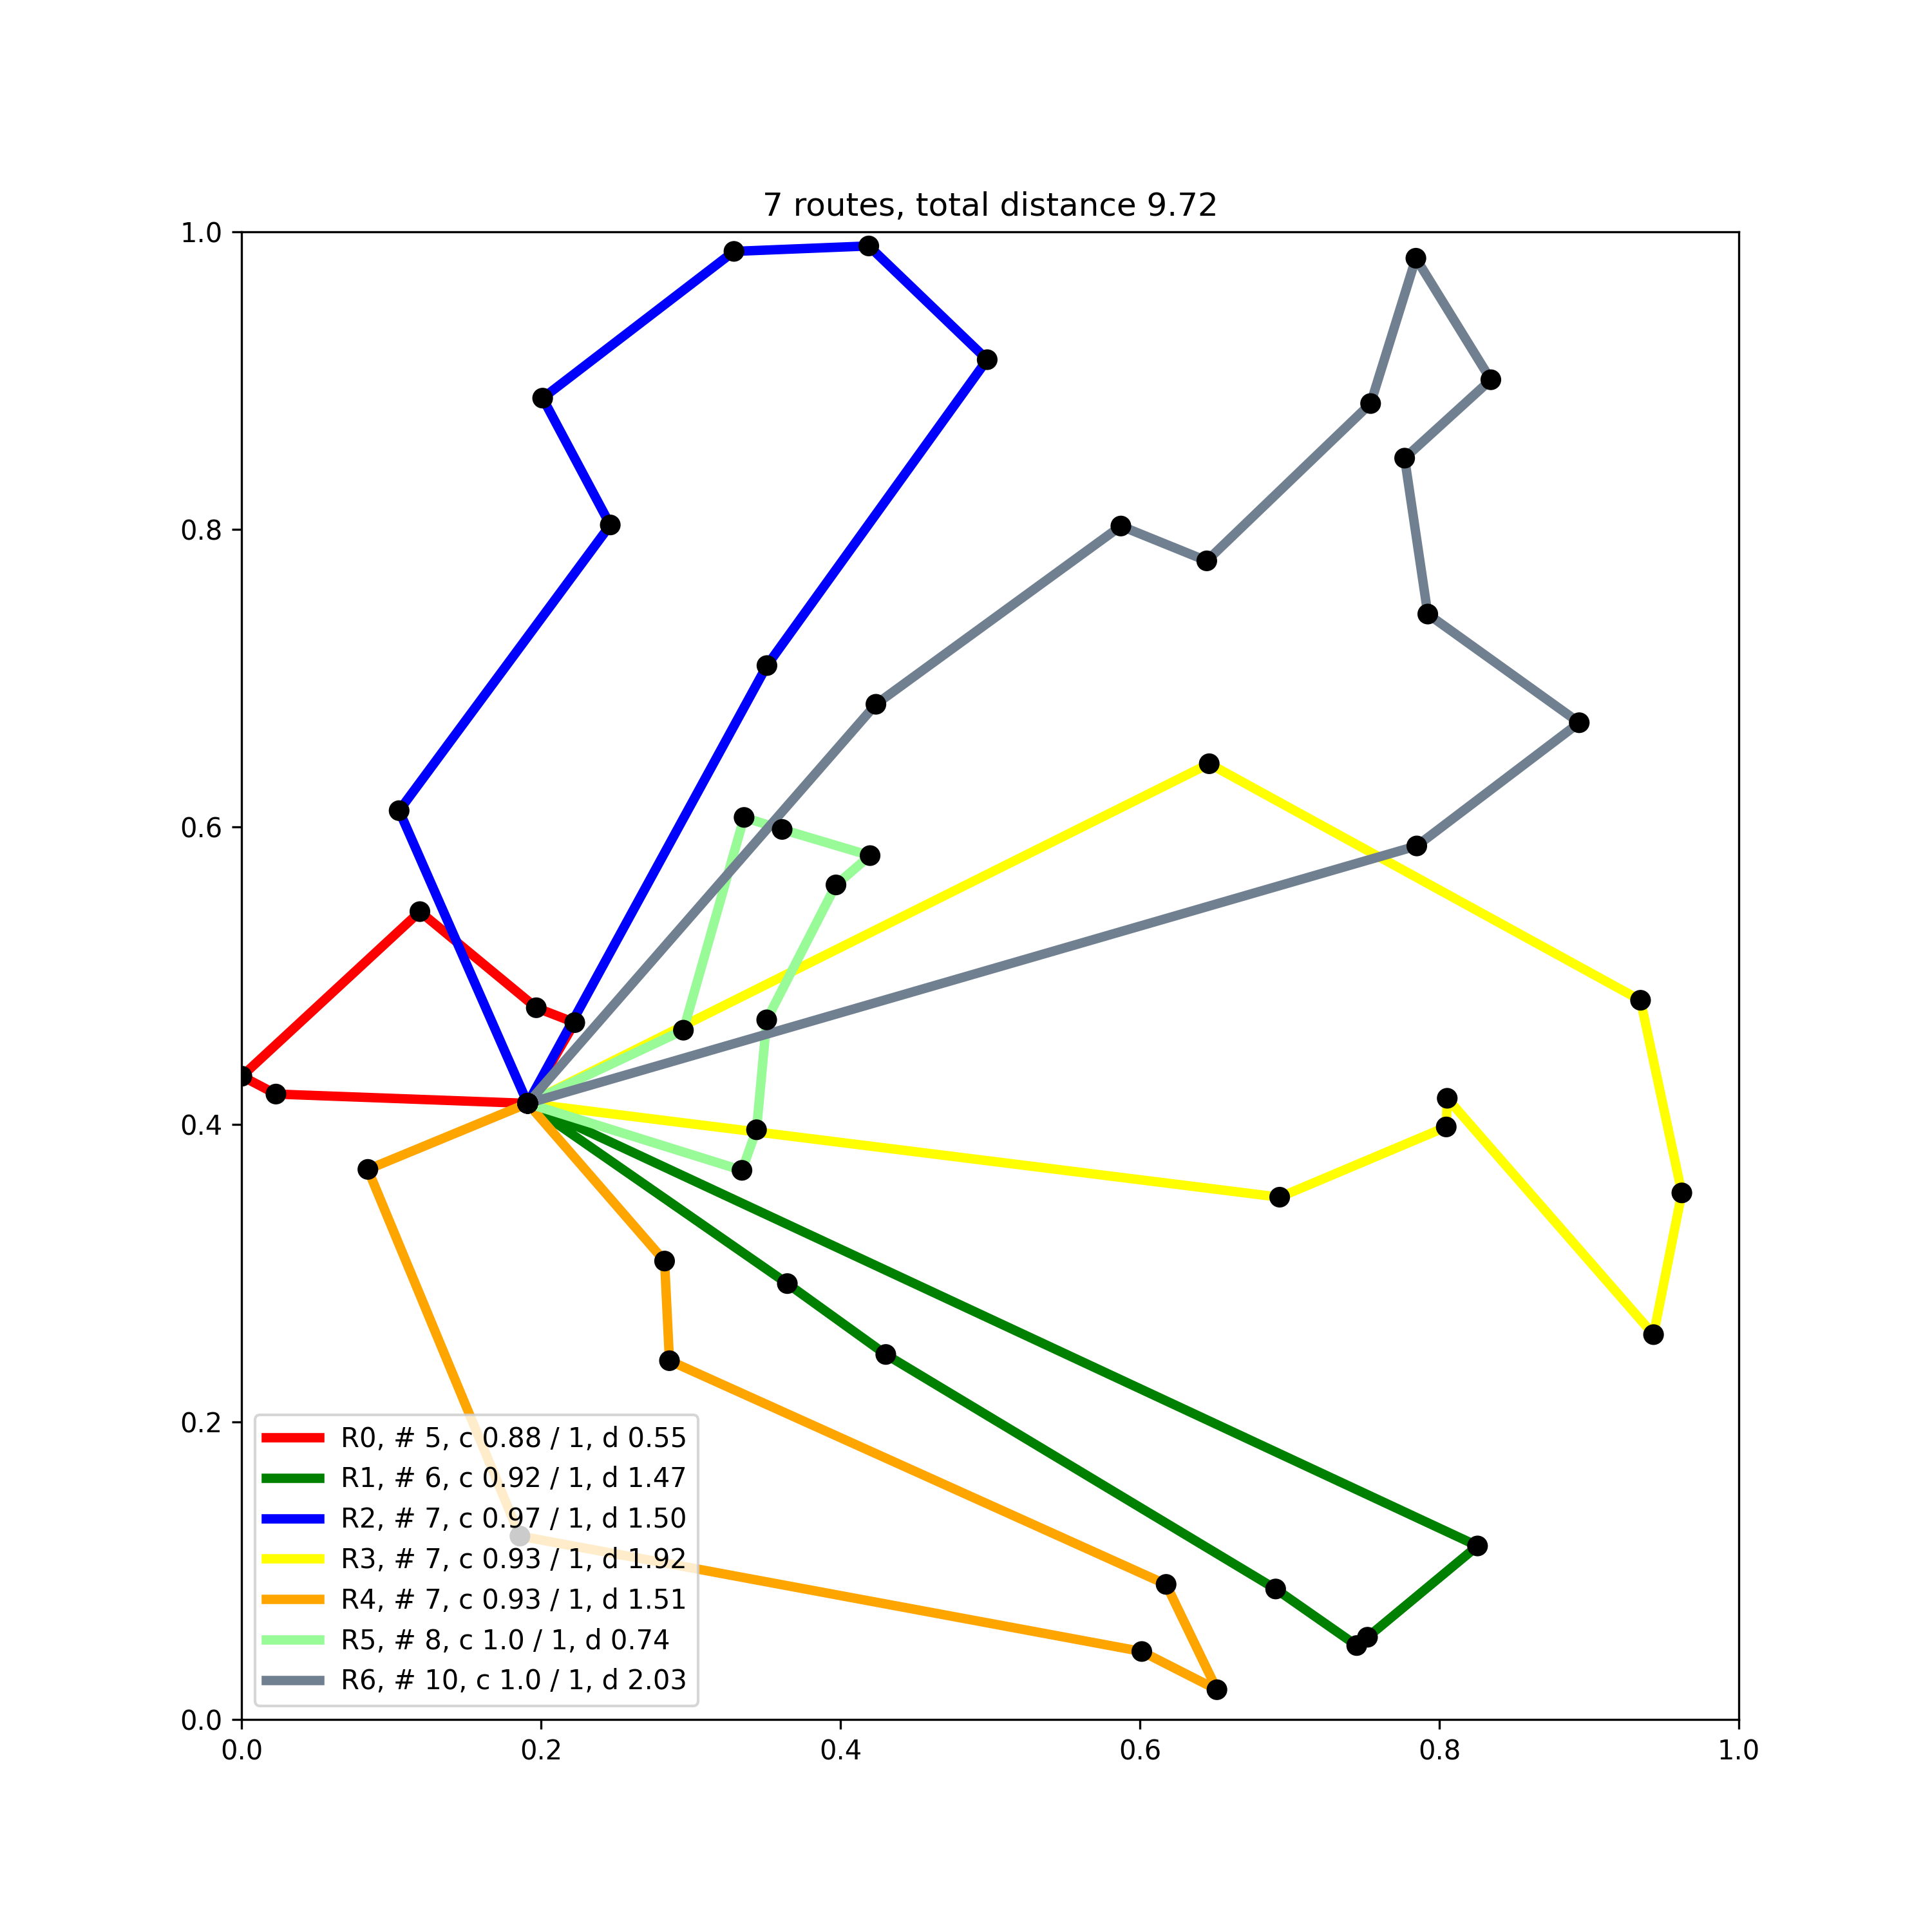 7 routes, total distance 9.72
1.0
0.8
0.6
0.4
0.2
0.0
R0, # 5, c 0.88 / 1, d 0.55
R1, # 6, c 0.92 / 1, d 1.47
R2, # 7, c 0.97 / 1, d 1.50
R3, # 7, c 0.93 / 1, d 1.92
R4, # 7, c 0.93 / 1, d 1.51
R5, # 8, c 1.0 / 1, d 0.74
R6, # 10, c 1.0 / 1, d 2.03
0.0 0.2 0.4 0.6 0.8 1.0